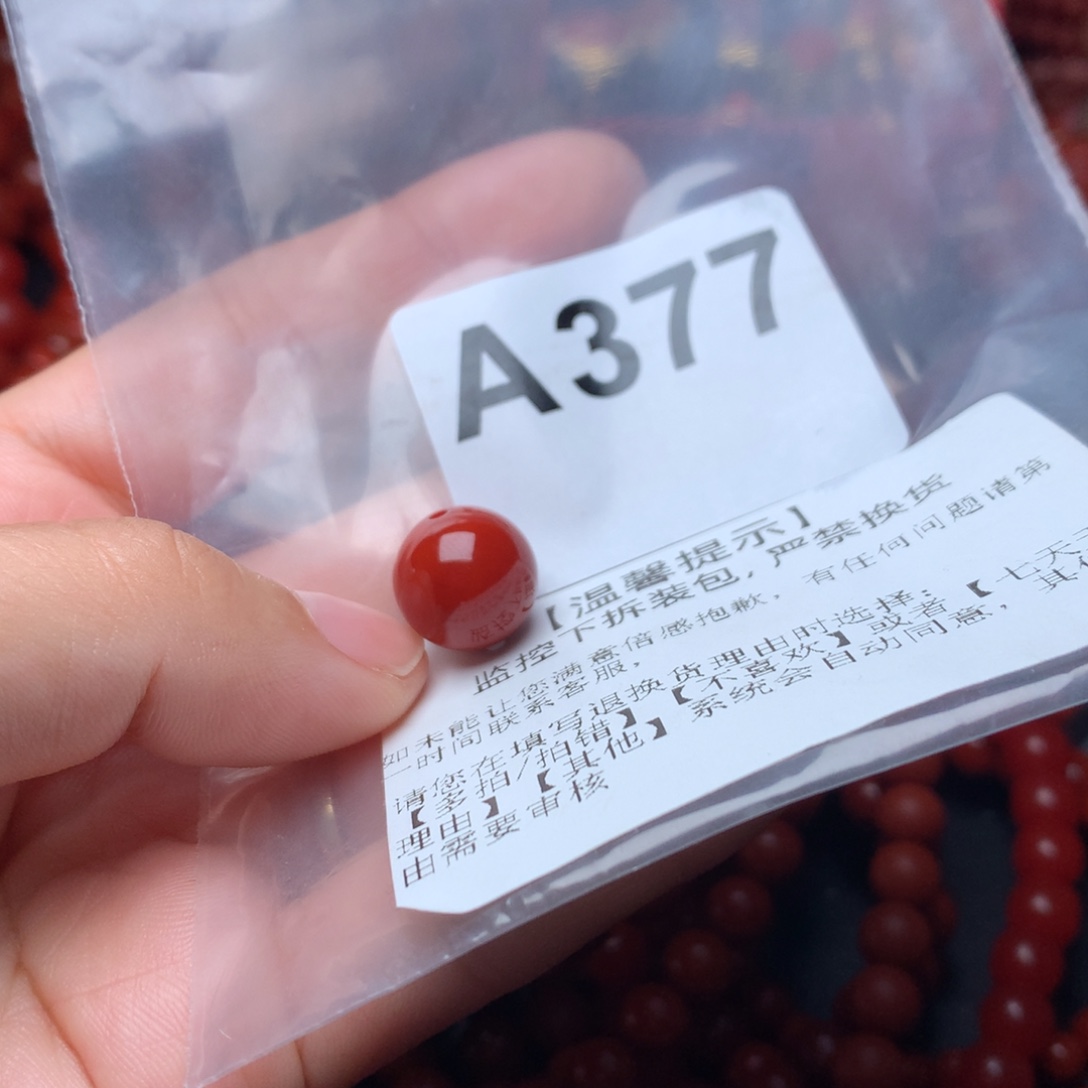 A377
【温馨提示】
监控下拆装包，严禁换货
如未能让您满意倍感抱歉，有任何问题请第
一时间联系客服，
请您在填写退换货理由时选择：
【多拍/拍错】【不喜欢】或者【七天无
理由】【其他】系统会自动同意，其他
由需要审核